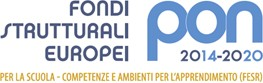 FONDI
STRUTTURALI
EUROPEI
pon
2014-2020
PER LA SCUOLA - COMPETENZE E AMBIENTI PER L'APPRENDIMENTO (FESR)